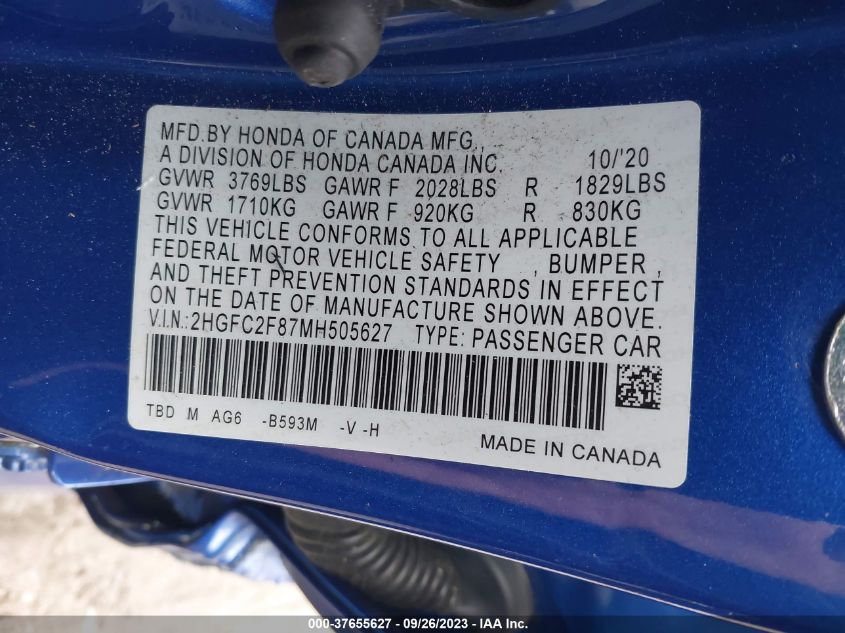 MFD.BY HONDA OF CANADA MFG.,
A DIVISION OF HONDA CANADA INC. 10/'20
GVWR 3769LBS GAWR F 2028LBS R 1829LBS
GVWR 1710KG GAWR F 920KG R 830KG
THIS VEHICLE CONFORMS TO ALL APPLICABLE
FEDERAL MOTOR VEHICLE SAFETY , BUMPER ,
AND THEFT PREVENTION STANDARDS IN EFFECT
ON THE DATE OF MANUFACTURE SHOWN ABOVE.
V.I.N.:2HGFC2F87MH505627 TYPE: PASSENGER CAR
TBD M AG6 -B593M -V -H
MADE IN CANADA
000-37655627 - 09/26/2023 - IAA Inc.